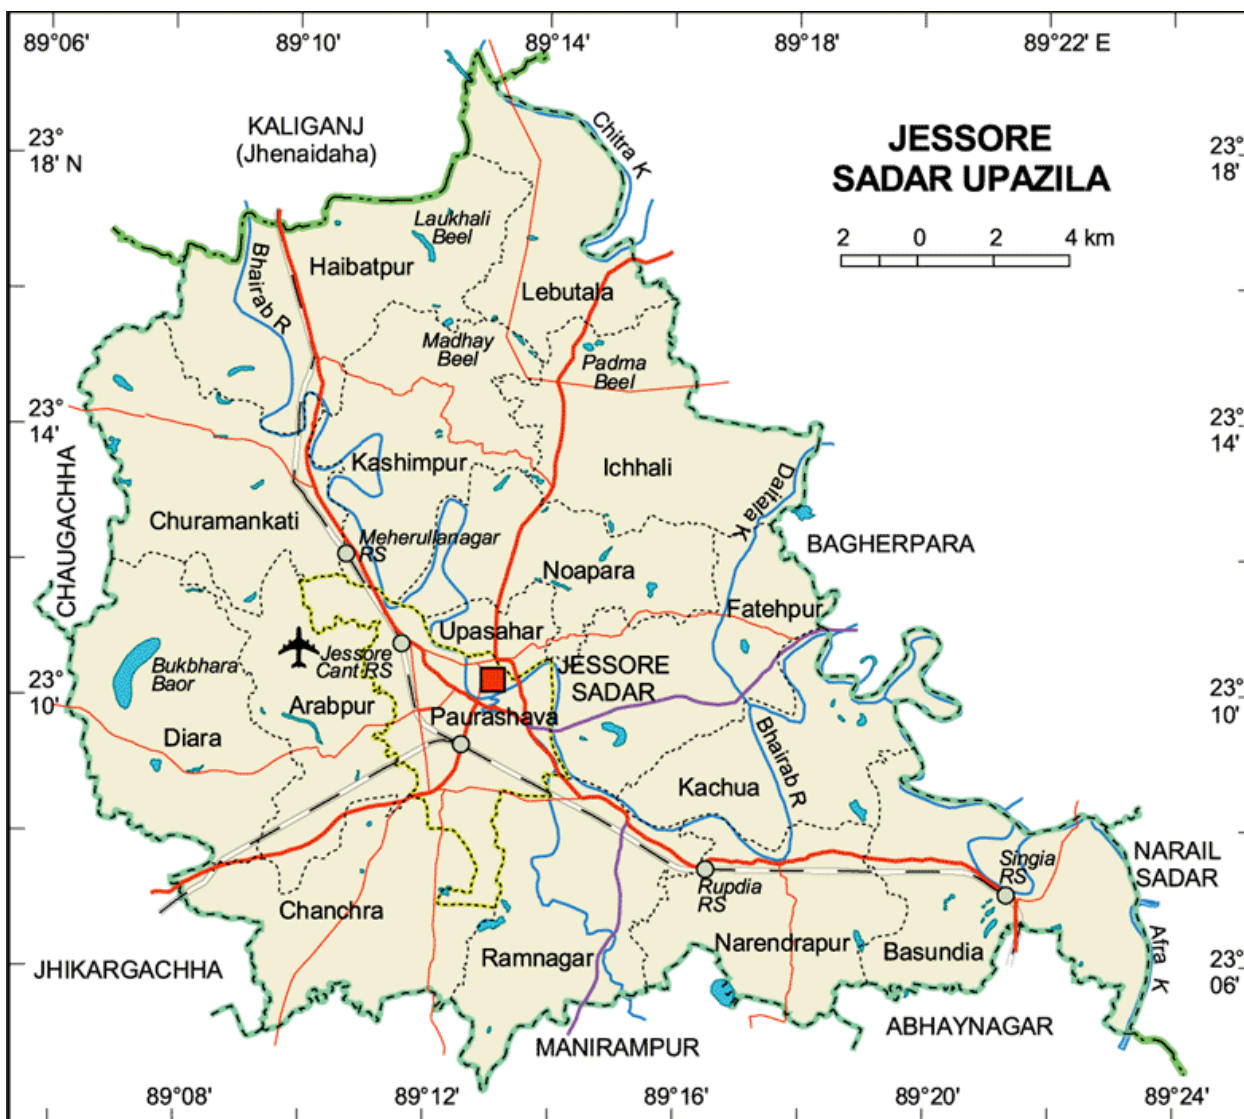 89°06'
89°10'
89°14'
89°18'
89°22' E
KALIGANJ
(Jhenaidaha)
Chitra K
JESSORE
SADAR UPAZILA
23°
18' N
23°
18'
2 0 2 4 km
Laukhali
Beel
Bhairab R
Haibatpur
Lebutala
Madhay
Beel
Padma
Beel
23°
14'
23°
14'
Kashimpur
Ichhali
Daitala K
CHAUGACHHA
Churamankati
Meherullanagar
RS
BAGHERPARA
Noapara
Fatehpur
Upasahar
Bukbhara
Baor
Jessore
Cant RS
JESSORE
SADAR
23°
10'
23°
10'
Arabpur
Paurashava
Diara
Bhairab R
Kachua
Singia
RS
NARAIL
SADAR
Rupdia
RS
Chanchra
Narendrapur
Basundia
Ramnagar
Afra K
JHIKARGACHHA
23°
06'
ABHAYNAGAR
MANIRAMPUR
89°08'
89°12'
89°16'
89°20'
89°24'